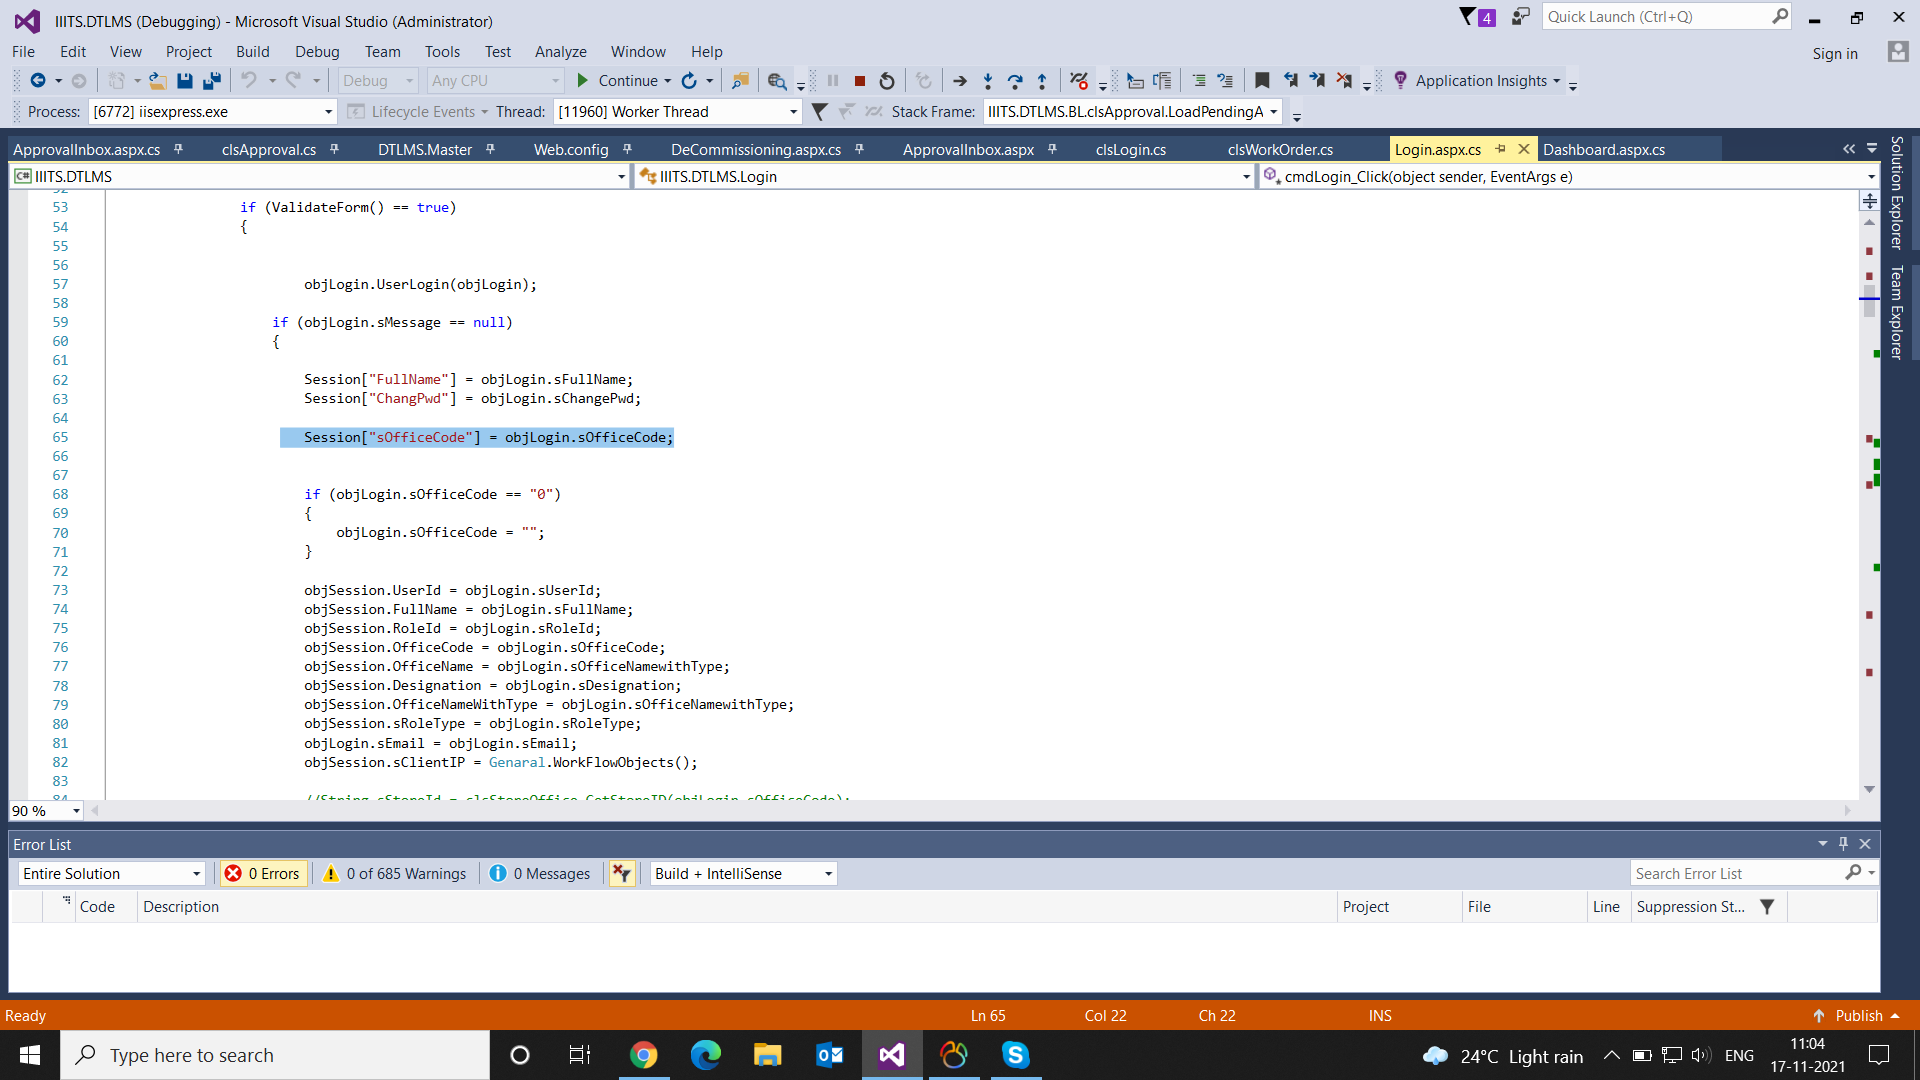 IIITS.DTLMS (Debugging) - Microsoft Visual Studio (Administrator)
4
Quick Launch (Ctrl+Q)
File Edit View Project Build Debug Team Tools Test Analyze Window Help
Sign in
Debug Any CPU Continue Application Insights
Process: [6772] iisexpress.exe Lifecycle Events Thread: [11960] Worker Thread Stack Frame: IIITS.DTLMS.BL.clsApproval.LoadPendingA
ApprovalInbox.aspx.cs clsApproval.cs DTLMS.Master Web.config DeCommissioning.aspx.cs ApprovalInbox.aspx clsLogin.cs clsWorkOrder.cs Login.aspx.cs Dashboard.aspx.cs
Solution Explorer
Team Explorer
C# IIITS.DTLMS IIITS.DTLMS.Login cmdLogin_Click(object sender, EventArgs e)
52
53 if (ValidateForm() == true)
54 {
55
56
57 objLogin.UserLogin(objLogin);
58
59 if (objLogin.sMessage == null)
60 {
61
62 Session["FullName"] = objLogin.sFullName;
63 Session["ChangPwd"] = objLogin.sChangePwd;
64
65 Session["sOfficeCode"] = objLogin.sOfficeCode;
66
67
68 if (objLogin.sOfficeCode == "0")
69 {
70 objLogin.sOfficeCode = "";
71 }
72
73 objSession.UserId = objLogin.sUserId;
74 objSession.FullName = objLogin.sFullName;
75 objSession.RoleId = objLogin.sRoleId;
76 objSession.OfficeCode = objLogin.sOfficeCode;
77 objSession.OfficeName = objLogin.sOfficeNamewithType;
78 objSession.Designation = objLogin.sDesignation;
79 objSession.OfficeNameWithType = objLogin.sOfficeNamewithType;
80 objSession.sRoleType = objLogin.sRoleType;
81 objLogin.sEmail = objLogin.sEmail;
82 objSession.sClientIP = Genaral.WorkFlowObjects();
83
84 //String sStoreId = clsStoreOffice.GetStoreID(objLogin.sOfficeCode);
90 %
Error List
Entire Solution 0 Errors 0 of 685 Warnings 0 Messages Build + IntelliSense Search Error List
Code Description Project File Line Suppression St...
Ready Ln 65 Col 22 Ch 22 INS Publish
Type here to search
24°C Light rain ENG 11:04
17-11-2021